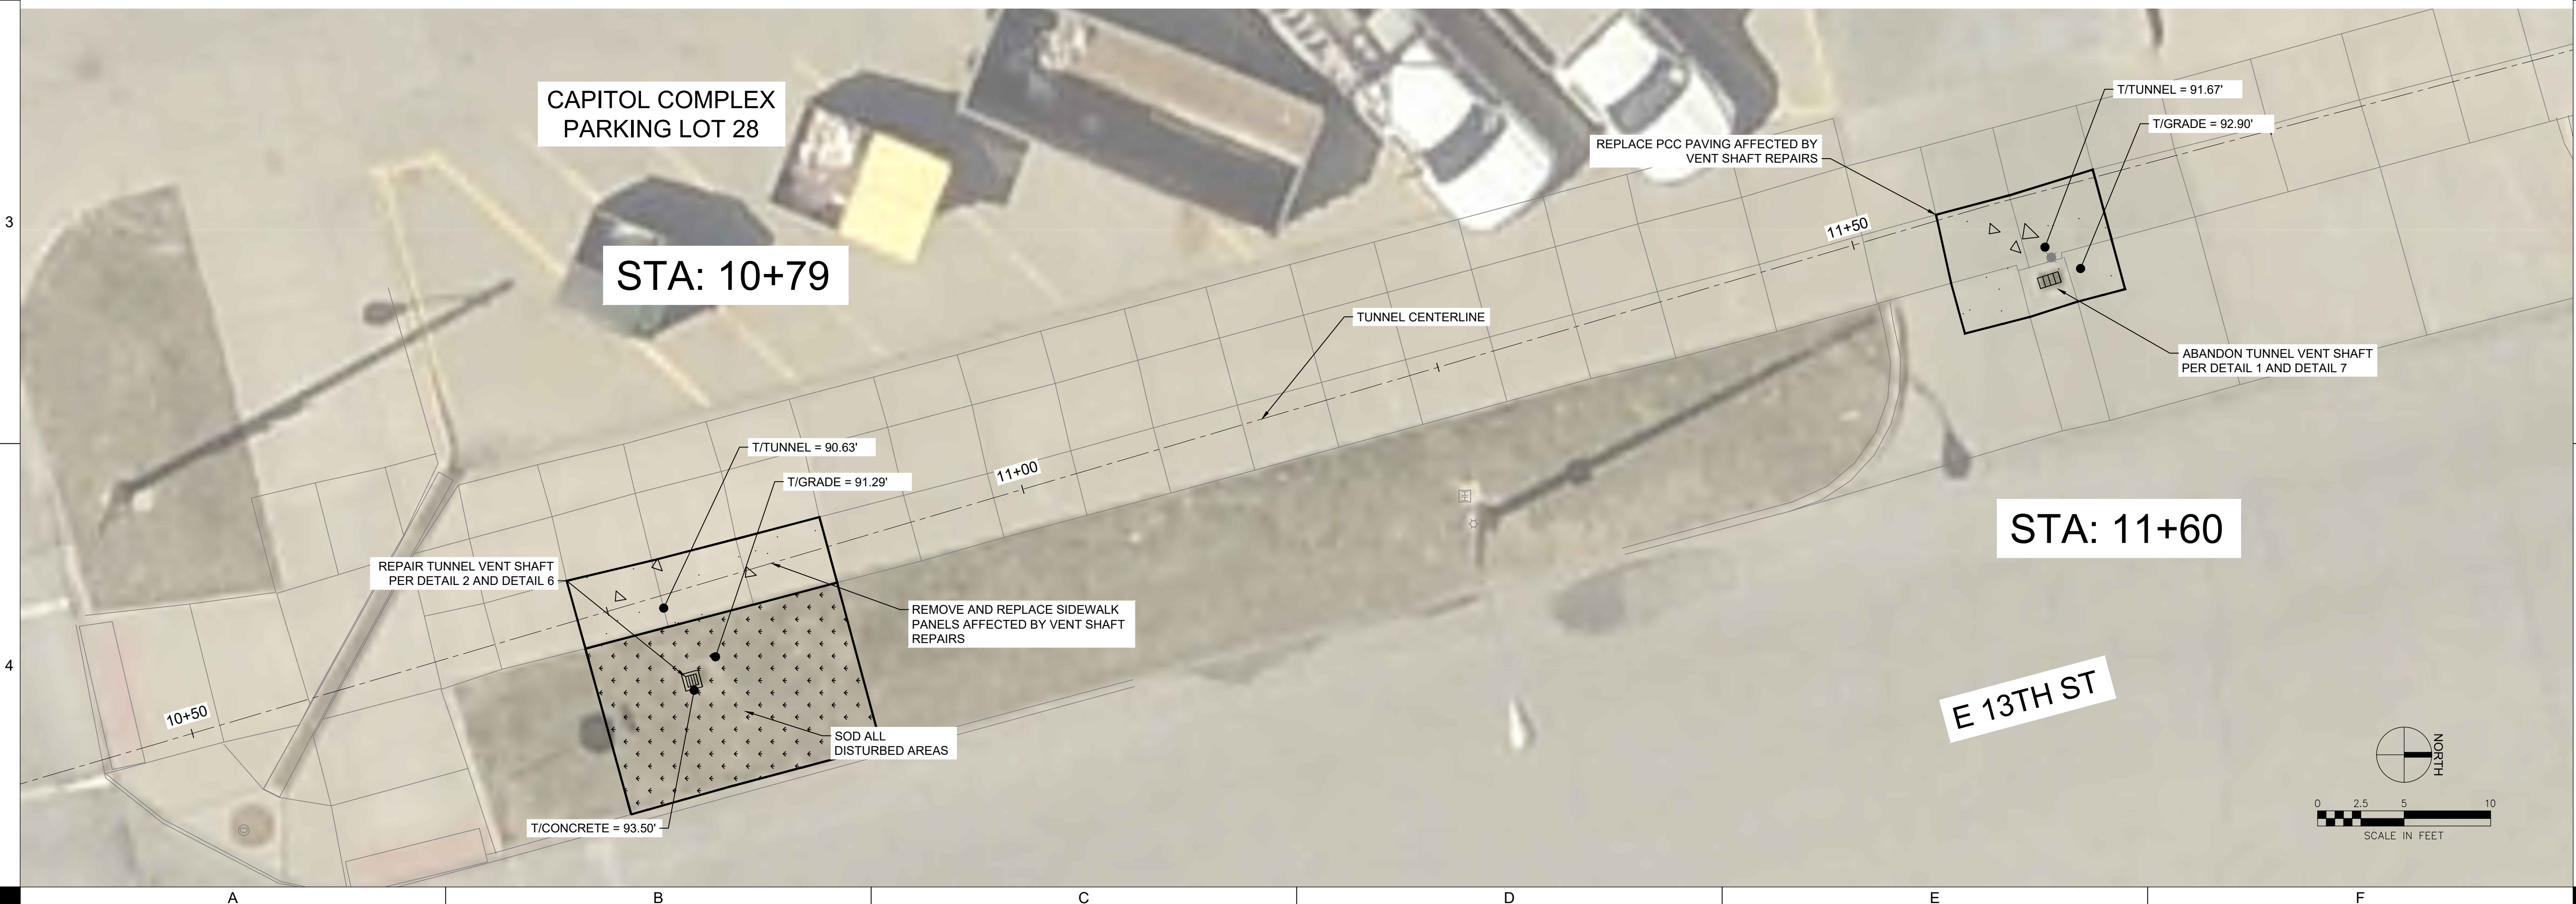 CAPITOL COMPLEX
PARKING LOT 28
T/TUNNEL = 91.67'
T/GRADE = 92.90'
REPLACE PCC PAVING AFFECTED BY
VENT SHAFT REPAIRS
3
11+50
STA: 10+79
TUNNEL CENTERLINE
ABANDON TUNNEL VENT SHAFT
PER DETAIL 1 AND DETAIL 7
T/TUNNEL = 90.63'
11+00
T/GRADE = 91.29'
STA: 11+60
REPAIR TUNNEL VENT SHAFT
PER DETAIL 2 AND DETAIL 6
REMOVE AND REPLACE SIDEWALK
PANELS AFFECTED BY VENT SHAFT
REPAIRS
4
10+50
E 13TH ST
SOD ALL
DISTURBED AREAS
NORTH
T/CONCRETE = 93.50'
0 2.5 5 10
SCALE IN FEET
A B C D E F